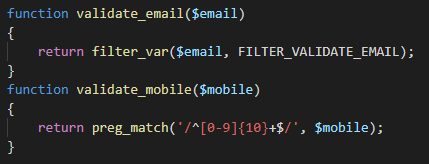 function validate_email($email)
{
    return filter_var($email, FILTER_VALIDATE_EMAIL);
}
function validate_mobile($mobile)
{
    return preg_match('/^[0-9]{10}+$/', $mobile);
}